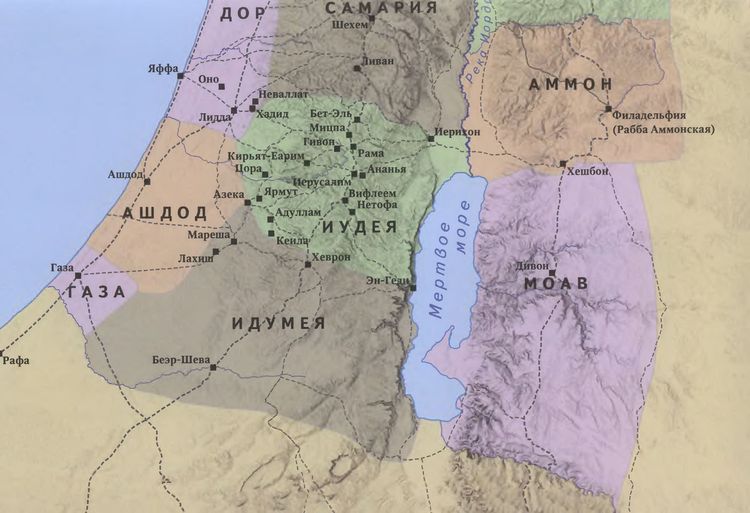 ДОР
САМАРИЯ
Шехем
Река Иордан
Яффа
Оно
Ливан
АММОН
Неваллат
Лидда
Хадид
Бет-Эль
Мицпа
Филадельфия
(Рабба Аммонская)
Гивон
Иерихон
Рама
Кирьят-Еарим
Цора
Ананья
Хешбон
Ашдод
Иерусалим
Азека
Ярмут
Вифлеем
АШДОД
Адуллам
Нетофа
Мареша
Кеила
ИУДЕЯ
Мертвое
море
Лахиш
Хеврон
Газа
Дивон
Эн-Геди
МОАВ
ГАЗА
ИДУМЕЯ
Рафа
Беэр-Шева